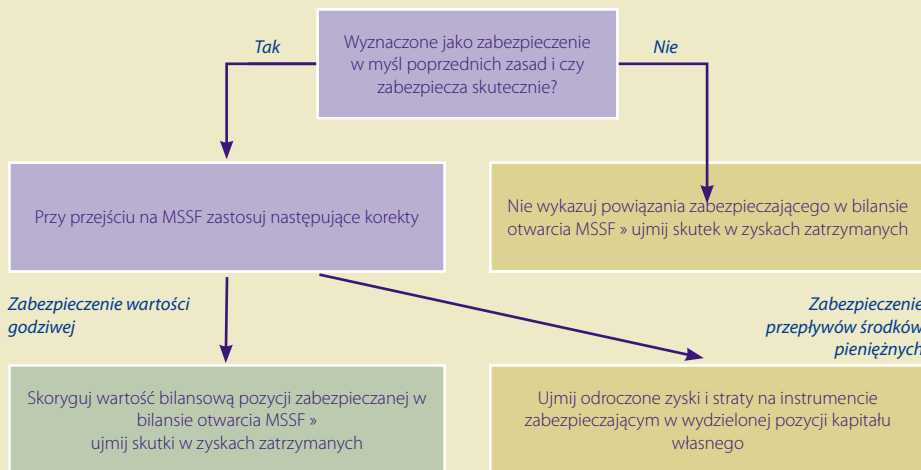 Wyznaczone jako zabezpieczenie
w myśl poprzednich zasad i czy
zabezpiecza skutecznie?
Tak
Nie
Przy przejściu na MSSF zastosuj następujące korekty
Nie wykazuj powiązania zabezpieczającego w bilansie
otwarcia MSSF » ujmij skutek w zyskach zatrzymanych
Zabezpieczenie wartości
godziwej
Zabezpieczenie
przepływów środków
pieniężnych
Skoryguj wartość bilansową pozycji zabezpieczanej w
bilansie otwarcia MSSF »
ujmij skutki w zyskach zatrzymanych
Ujmij odroczone zyski i straty na instrumencie
zabezpieczającym w wydzielonej pozycji kapitału
własnego